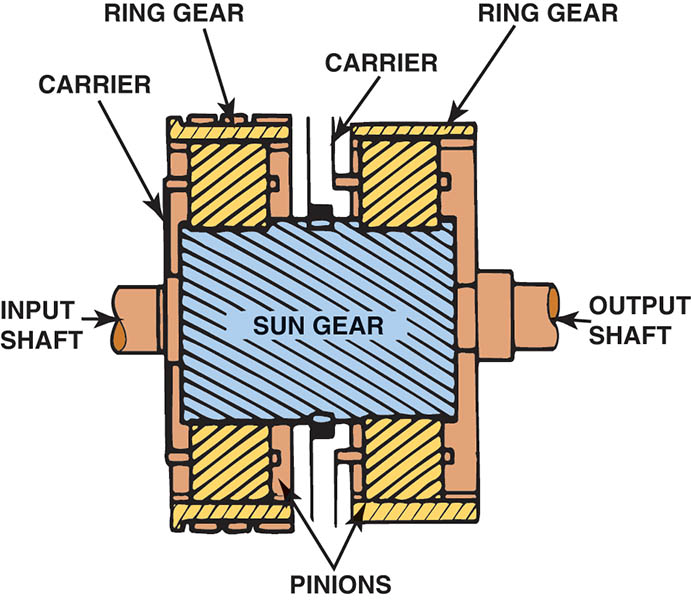 RING GEAR
RING GEAR
CARRIER
CARRIER
INPUT
SHAFT
SUN GEAR
OUTPUT
SHAFT
PINIONS